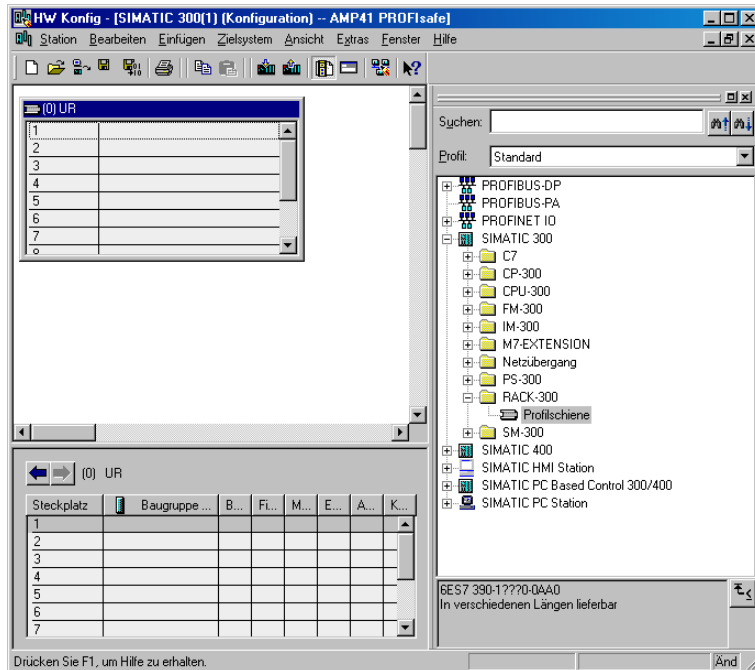 HW Konfig - [SIMATIC 300(1) (Konfiguration) -- AMP41 PROFIsafe]
Station Bearbeiten Einfügen Zielsystem Ansicht Extras Fenster Hilfe
(0) UR
1
2
3
4
5
6
7
Suchen:
Profil: Standard
PROFIBUS-DP
PROFIBUS-PA
PROFINET IO
SIMATIC 300
C7
CP-300
CPU-300
FM-300
IM-300
M7-EXTENSION
Netzübergang
PS-300
RACK-300
Profilschiene
SM-300
SIMATIC 400
SIMATIC HMI Station
SIMATIC PC Based Control 300/400
SIMATIC PC Station
(0) UR
Steckplatz Baugruppe ... B... Fi... M... E... A... K...
1
2
3
4
5
6
7
6ES7 390-1???0-0AA0
In verschiedenen Längen lieferbar
Drücken Sie F1, um Hilfe zu erhalten.
Änd